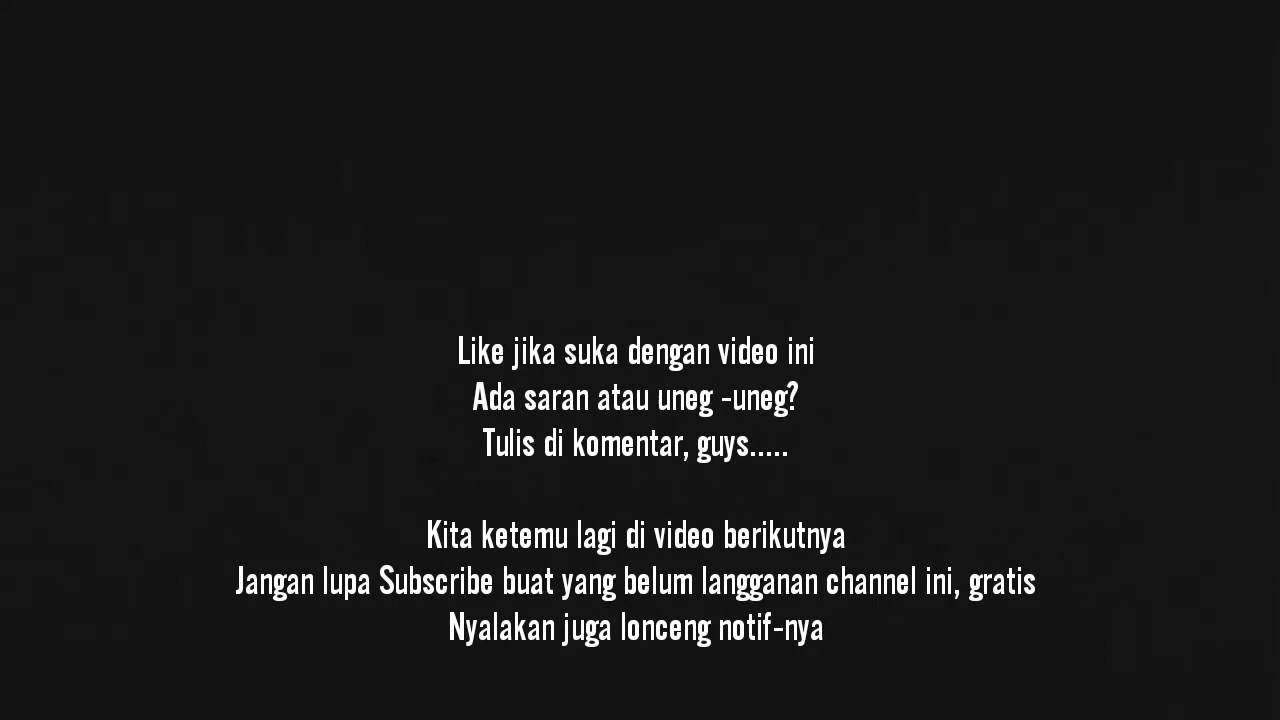 Like jika suka dengan video ini
Ada saran atau uneg -uneg?
Tulis di komentar, guys.....
Kita ketemu lagi di video berikutnya
Jangan lupa Subscribe buat yang belum langganan channel ini, gratis
Nyalakan juga lonceng notif-nya